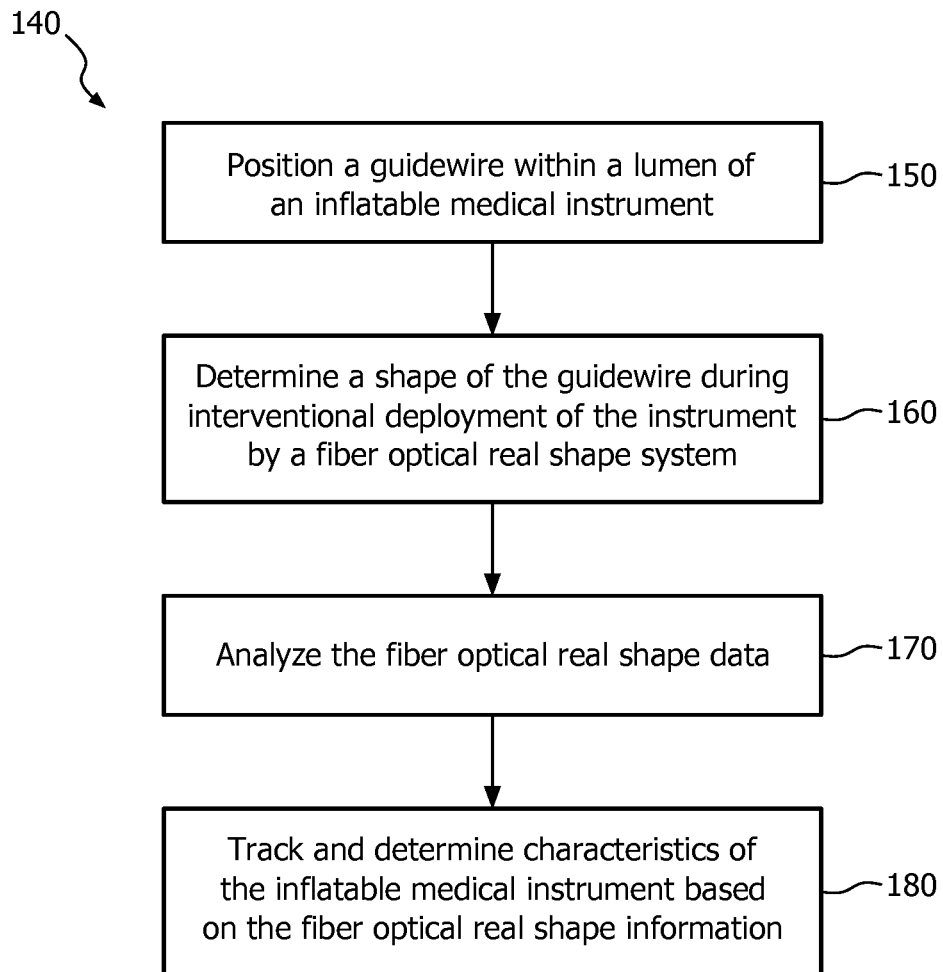 140
Position a guidewire within a lumen of
an inflatable medical instrument
150
Determine a shape of the guidewire during
interventional deployment of the instrument
by a fiber optical real shape system
160
Analyze the fiber optical real shape data
170
Track and determine characteristics of
the inflatable medical instrument based
on the fiber optical real shape information
180